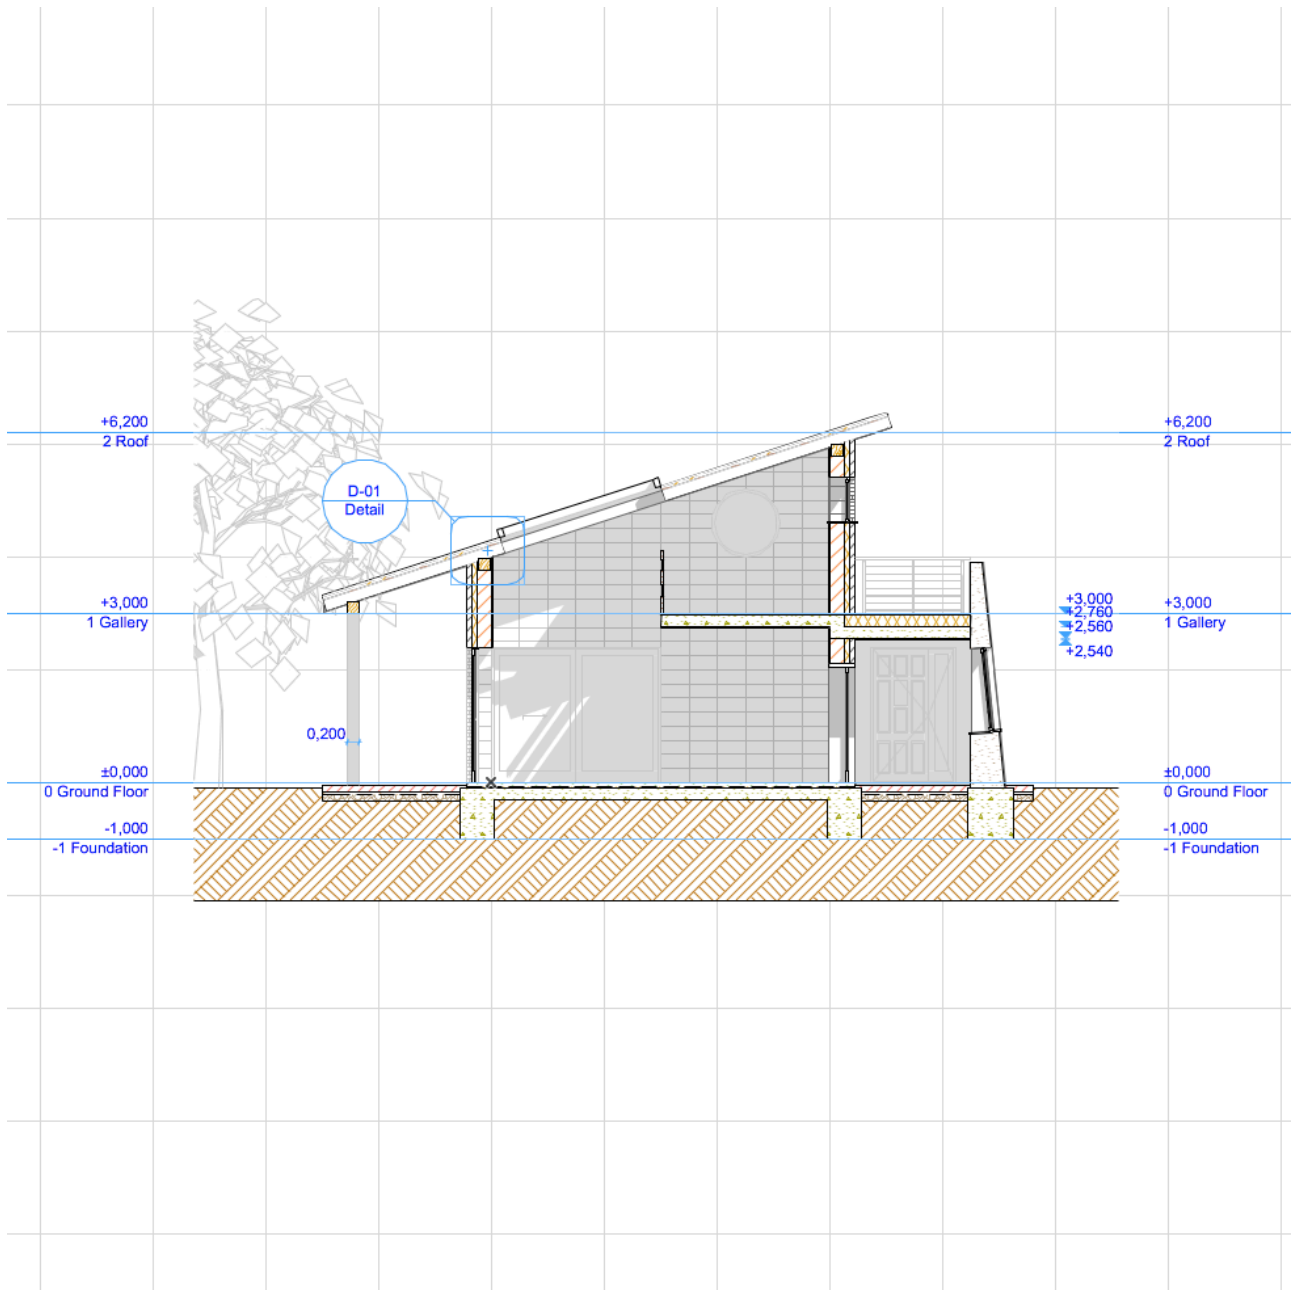 +6,200
2 Roof
+6,200
2 Roof
D-01
Detail
+3,000
1 Gallery
+3,000
+2,760
+2,560
+2,540
+3,000
1 Gallery
0,200
±0,000
0 Ground Floor
±0,000
0 Ground Floor
-1,000
-1 Foundation
-1,000
-1 Foundation